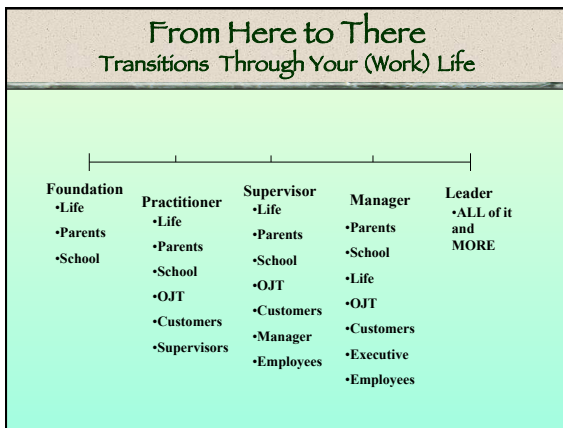 From Here to There
Transitions Through Your (Work) Life
Foundation
•Life
•Parents
•School
Practitioner
•Life
•Parents
•School
•OJT
•Customers
•Supervisors
Supervisor
•Life
•Parents
•School
•OJT
•Customers
•Manager
•Employees
Manager
•Parents
•School
•Life
•OJT
•Customers
•Executive
•Employees
Leader
•ALL of it
and
MORE